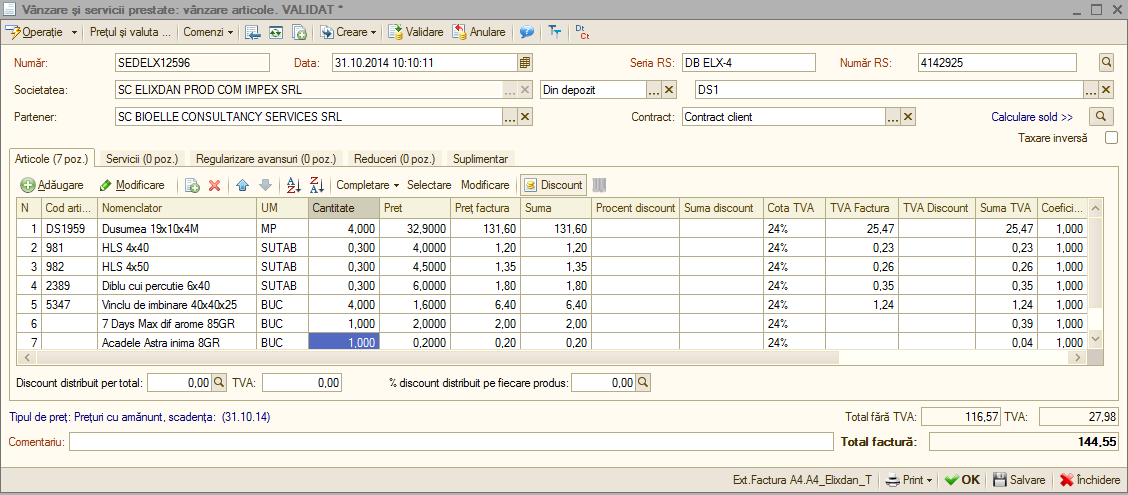 Vânzare și servicii prestate: vânzare articole. VALIDAT *
Operație Prețul și valuta ... Comenzi Creare Validare Anulare Dt Ct
Număr: SEDELX12596 Data: 31.10.2014 10:10:11 Seria RS: DB ELX-4 Număr RS: 4142925
Societatea: SC ELIXDAN PROD COM IMPEX SRL ... Din depozit ... DS1 ...
Partener: SC BIOELLE CONSULTANCY SERVICES SRL ... Contract: Contract client ... Calculare sold >>
Taxare inversă
Articole (7 poz.) Servicii (0 poz.) Regularizare avansuri (0 poz.) Reduceri (0 poz.) Suplimentar
Adăugare Modificare Completare Selectare Modificare Discount
N Cod arti... Nomenclator UM Cantitate Pret Preț factura Suma Procent discount Suma discount Cota TVA TVA Factura TVA Discount Suma TVA Coefici...
1 DS1959 Dusumea 19x10x4M MP 4,000 32,9000 131,60 131,60 24% 25,47 25,47 1,000
2 981 HLS 4x40 SUTAB 0,300 4,0000 1,20 1,20 24% 0,23 0,23 1,000
3 982 HLS 4x50 SUTAB 0,300 4,5000 1,35 1,35 24% 0,26 0,26 1,000
4 2389 Diblu cui percutie 6x40 SUTAB 0,300 6,0000 1,80 1,80 24% 0,35 0,35 1,000
5 5347 Vinclu de imbinare 40x40x25 BUC 4,000 1,6000 6,40 6,40 24% 1,24 1,24 1,000
6 7 Days Max dif arome 85GR BUC 1,000 2,0000 2,00 2,00 24% 0,39 1,000
7 Acadele Astra inima 8GR BUC 1,000 0,2000 0,20 0,20 24% 0,04 1,000
Discount distribuit per total: 0,00 TVA: 0,00 % discount distribuit pe fiecare produs: 0,00
Tipul de preț: Prețuri cu amănunt, scadența: (31.10.14) Total fără TVA: 116,57 TVA: 27,98
Comentariu: Total factură: 144,55
Ext.Factura A4.A4_Elixdan_T Print OK Salvare Închidere